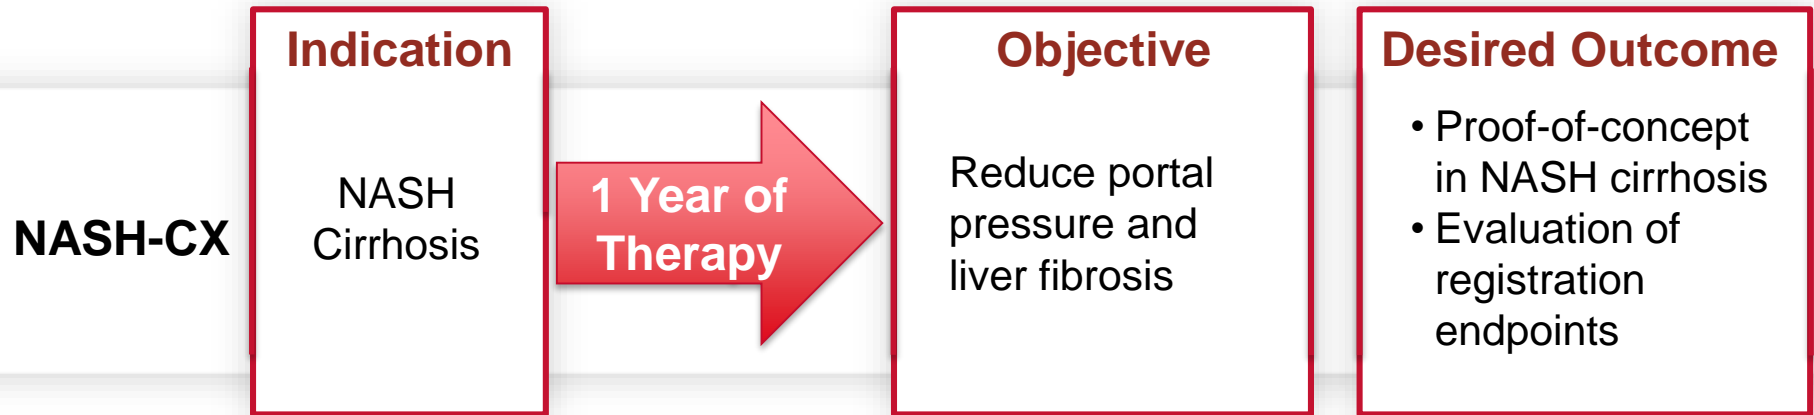 NASH-CX
Indication
NASH
Cirrhosis
1 Year of
Therapy
Objective
Reduce portal
pressure and
liver fibrosis
Desired Outcome
• Proof-of-concept
in NASH cirrhosis
• Evaluation of
registration
endpoints